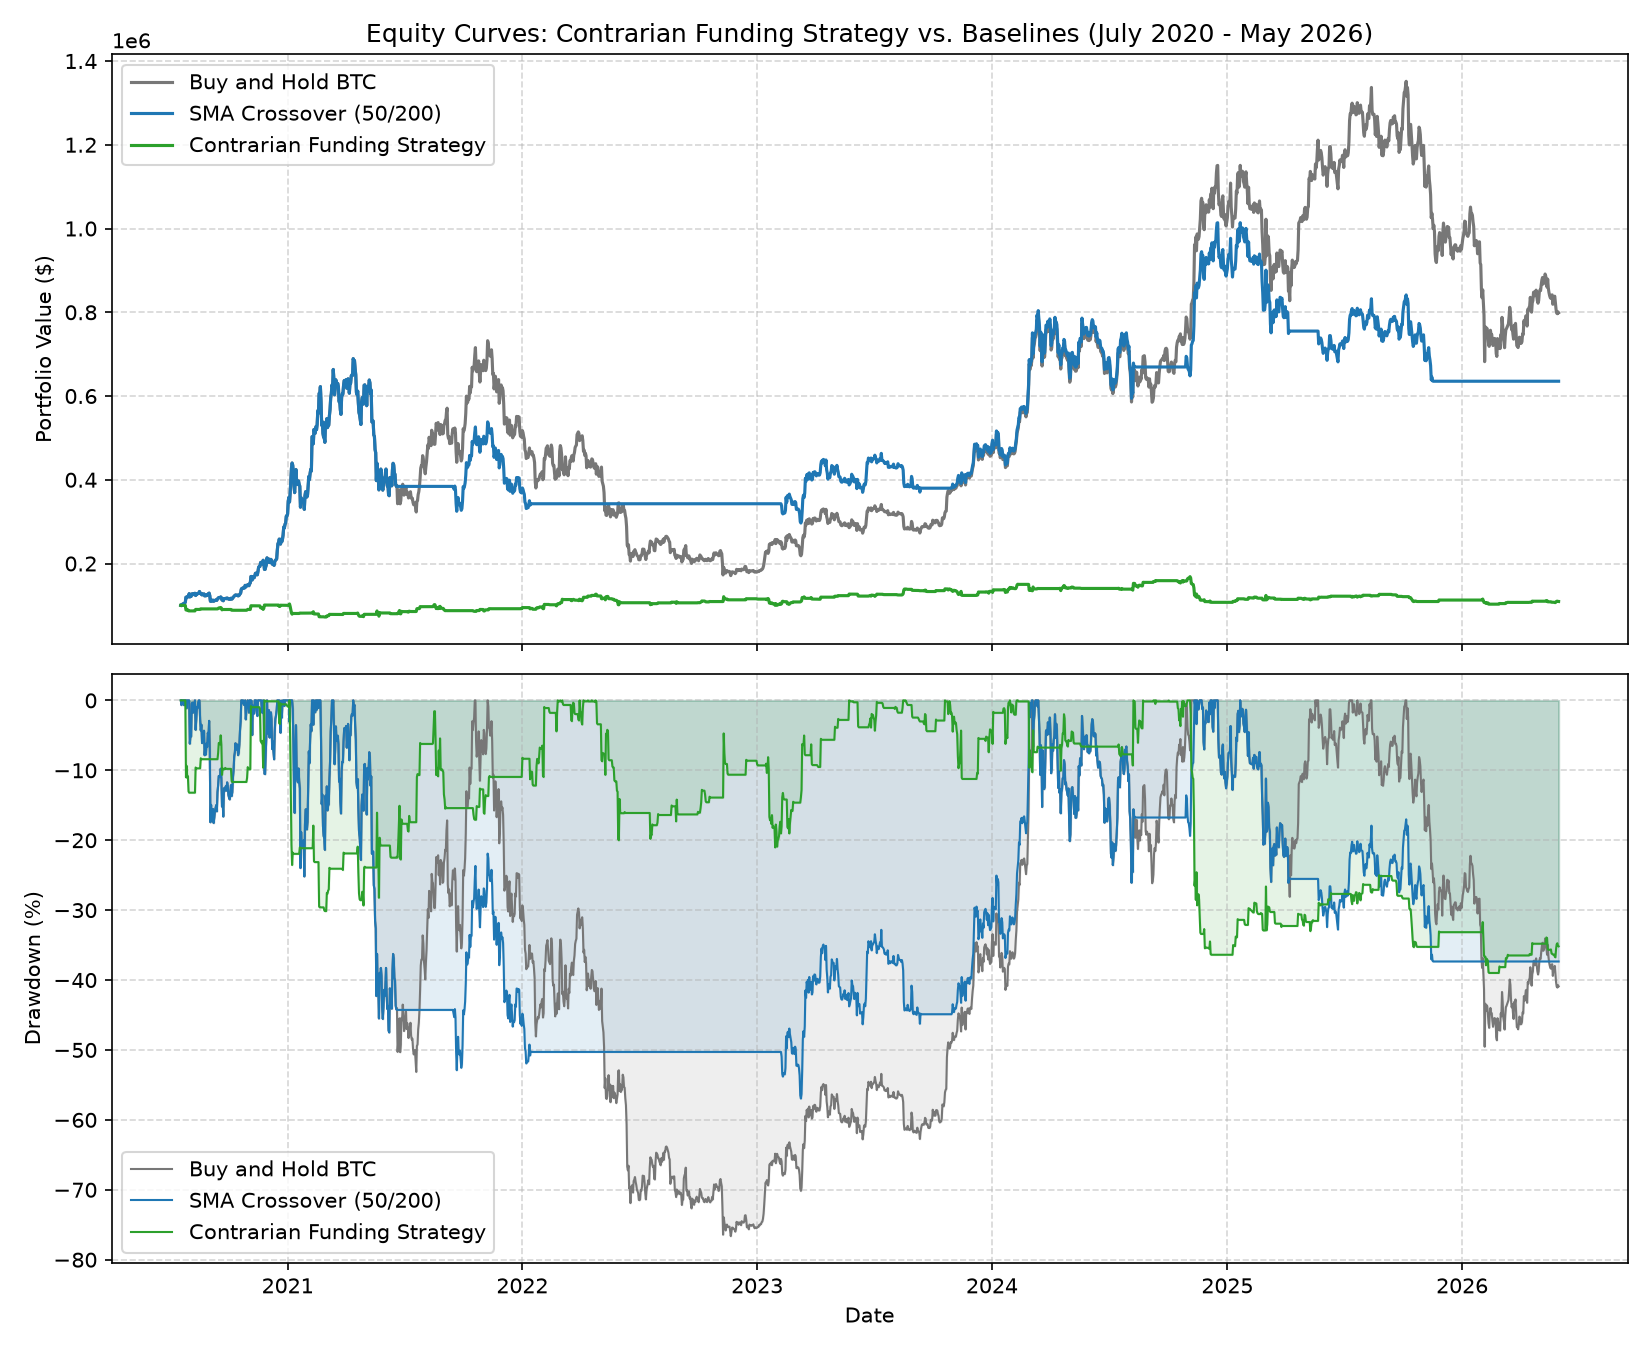 Equity Curves: Contrarian Funding Strategy vs. Baselines (July 2020 - May 2026)
1e6
1.4
1.2
1.0
0.8
0.6
0.4
0.2
Portfolio Value ($)
Buy and Hold BTC
SMA Crossover (50/200)
Contrarian Funding Strategy
0
−10
−20
−30
−40
−50
−60
−70
−80
Drawdown (%)
Buy and Hold BTC
SMA Crossover (50/200)
Contrarian Funding Strategy
2021 2022 2023 2024 2025 2026
Date